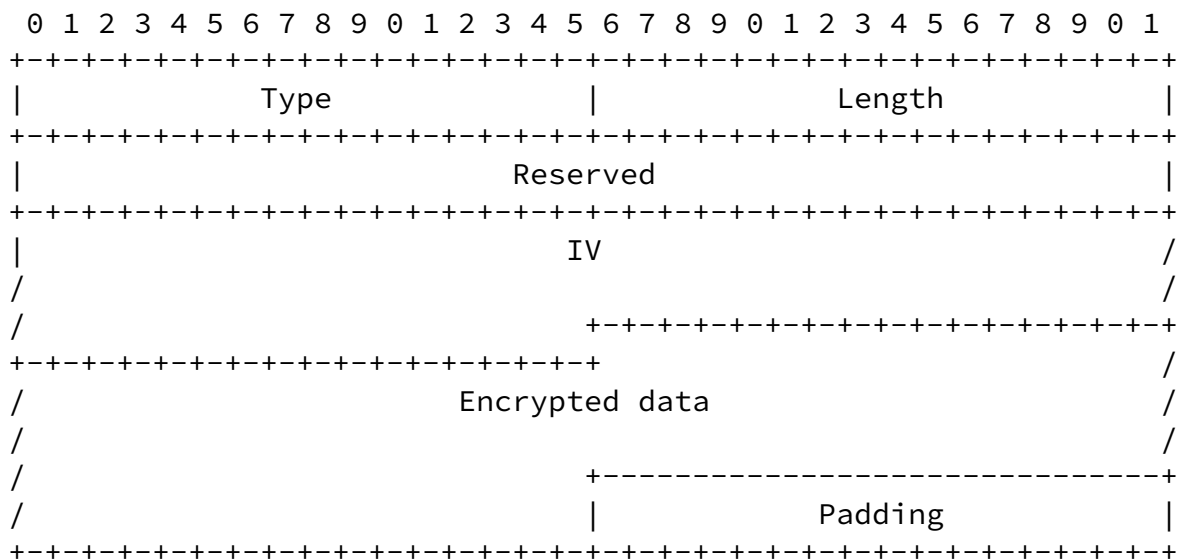 0 1 2 3 4 5 6 7 8 9 0 1 2 3 4 5 6 7 8 9 0 1 2 3 4 5 6 7 8 9 0 1
+-+-+-+-+-+-+-+-+-+-+-+-+-+-+-+-+-+-+-+-+-+-+-+-+-+-+-+-+-+-+-+-+
|             Type              |             Length            |
+-+-+-+-+-+-+-+-+-+-+-+-+-+-+-+-+-+-+-+-+-+-+-+-+-+-+-+-+-+-+-+-+
|                           Reserved                            |
+-+-+-+-+-+-+-+-+-+-+-+-+-+-+-+-+-+-+-+-+-+-+-+-+-+-+-+-+-+-+-+-+
|                              IV                               /
/                                                               /
/                               +-+-+-+-+-+-+-+-+-+-+-+-+-+-+-+-+
+-+-+-+-+-+-+-+-+-+-+-+-+-+-+-+-+                               /
/                        Encrypted data                         /
/                                                               /
/                               +-------------------------------+
/                               |            Padding            |
+-+-+-+-+-+-+-+-+-+-+-+-+-+-+-+-+-+-+-+-+-+-+-+-+-+-+-+-+-+-+-+-+